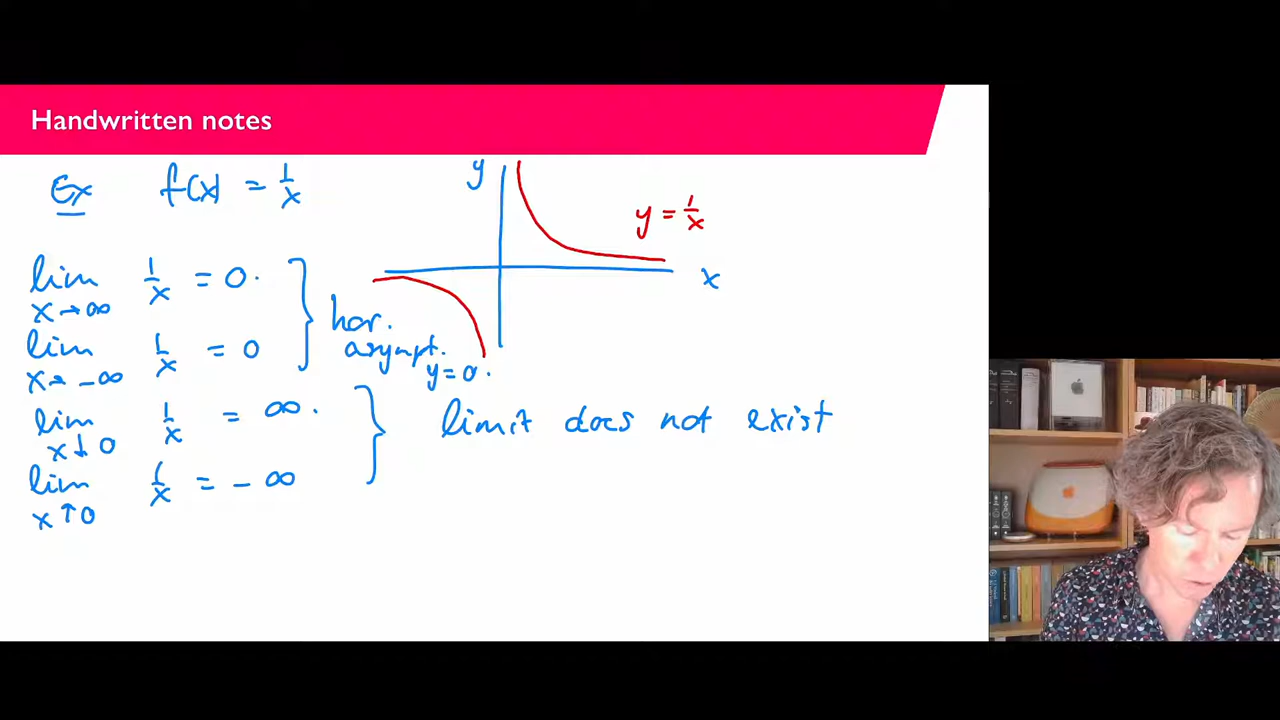 Handwritten notes
Ex f(x) = 1/x
y
y = 1/x
x
lim x→∞ 1/x = 0.
lim x→ -∞ 1/x = 0
hor.
asympt.
y=0.
lim x↓0 1/x = ∞.
lim x↑0 1/x = -∞
limit does not exist